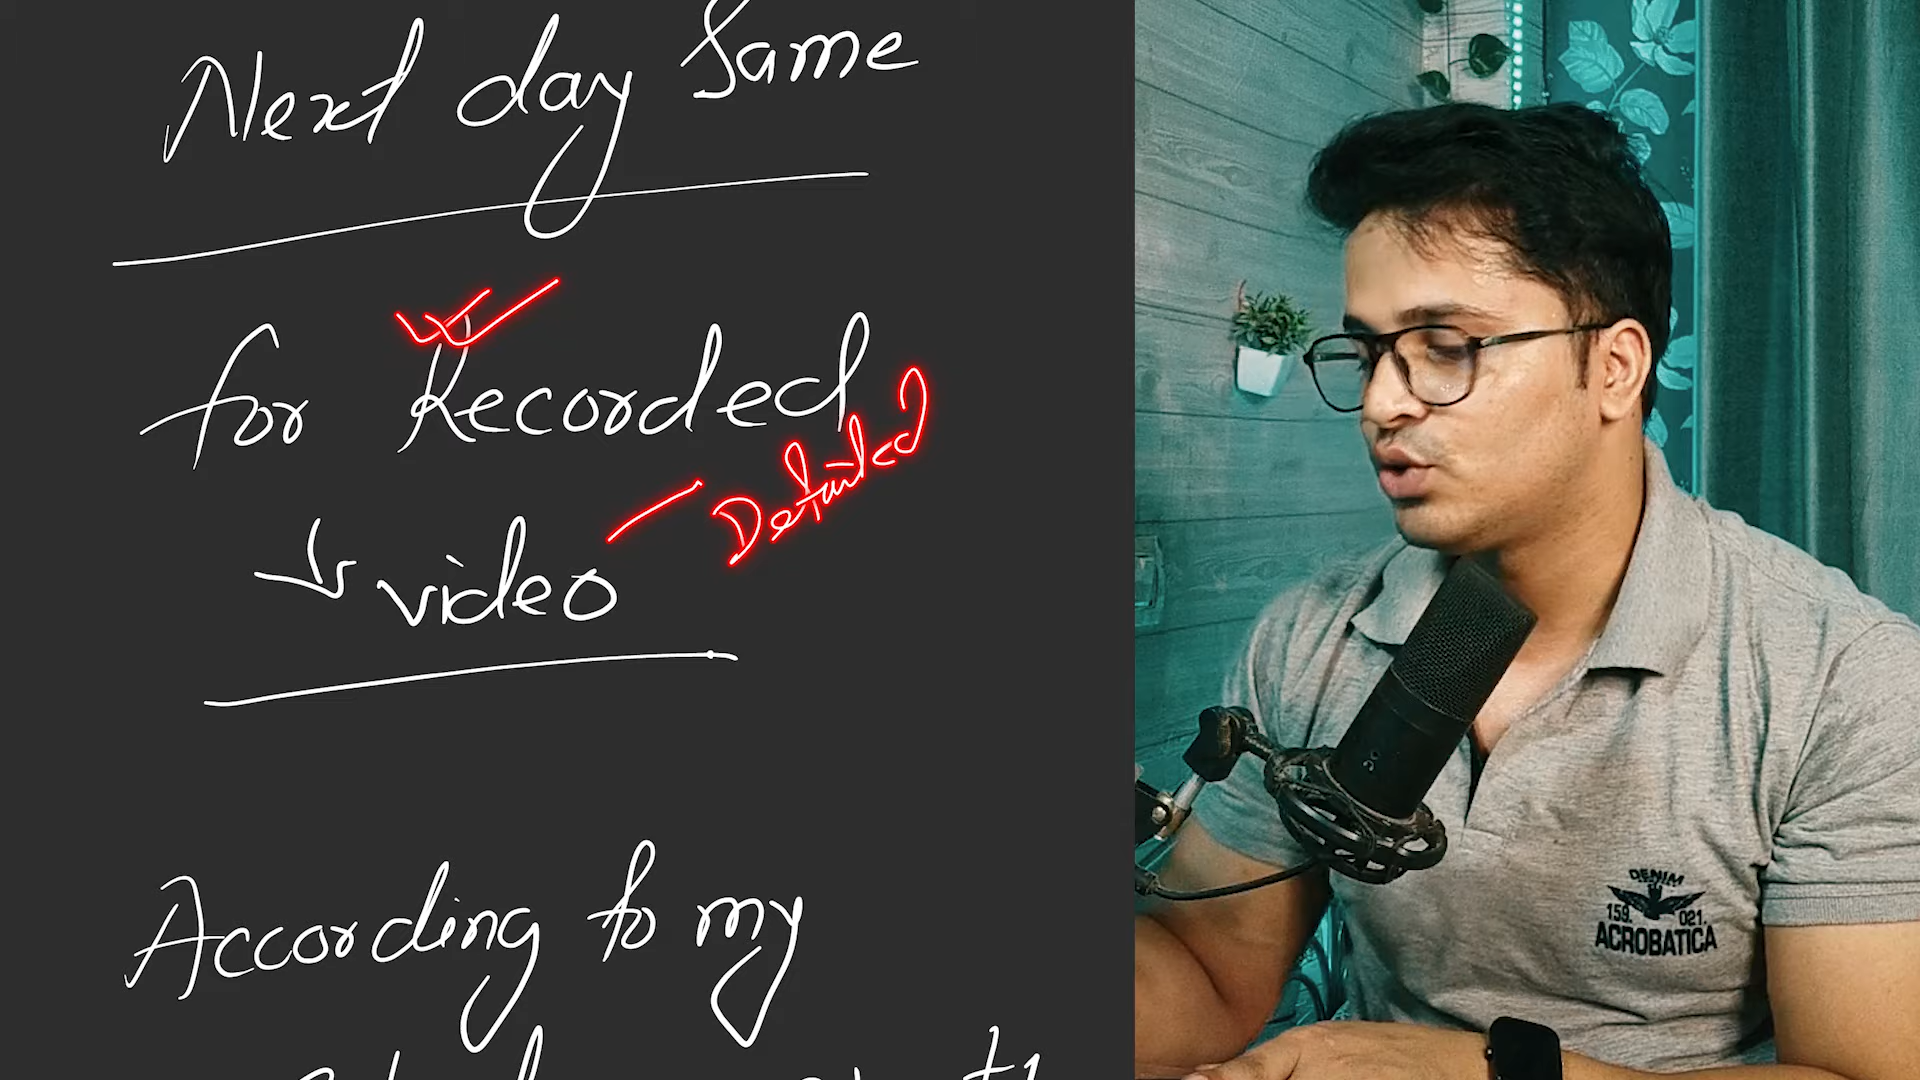 Next day Same
for Recorded
Detailed
video
According to my
DENIM
159. 021.
ACROBATICA